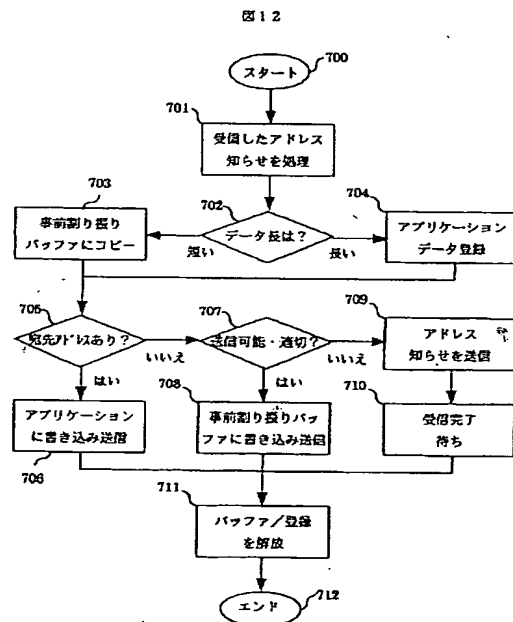 図12
700
スタート
701
受信したアドレス
知らせを処理
703
事前割り振り
バッファにコピー
702
データ長は?
短い
長い
704
アプリケーション
データ登録
705
宛先アドレスあり?
いいえ
はい
707
送信可能・適切?
いいえ
はい
709
アドレス
知らせを送信
アプリケーション
に書き込み送信
706
708
事前割り振りバッ
ファに書き込み送信
710
受信完了
待ち
711
バッファ/登録
を解放
エンド
712